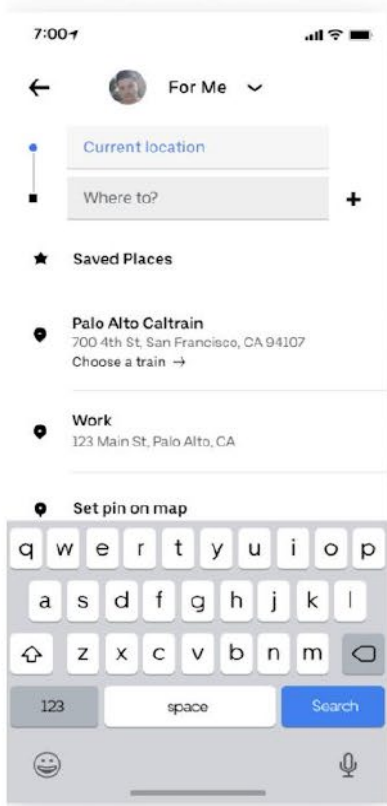 7:00
For Me
Current location
Where to?
Saved Places
Palo Alto Caltrain
700 4th St, San Francisco, CA 94107
Choose a train →
Work
123 Main St, Palo Alto, CA
Set pin on map
q w e r t y u i o p
a s d f g h j k l
z x c v b n m
123 space Search